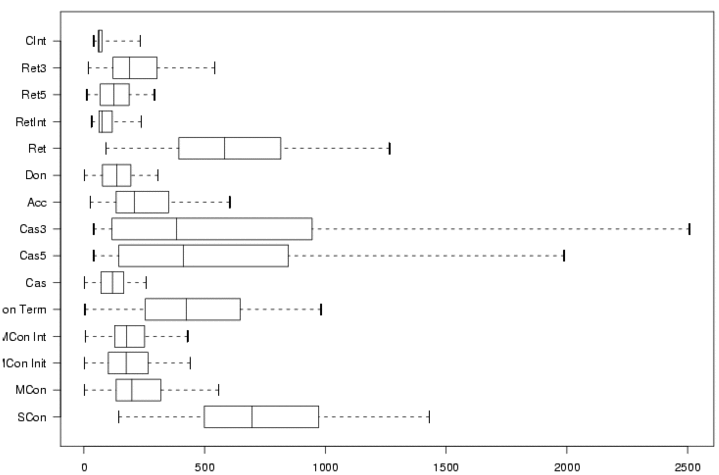 CInt
Ret3
Ret5
RetInt
Ret
Don
Acc
Cas3
Cas5
Cas
on Term
MCon Int
MCon Init
MCon
SCon
0 500 1000 1500 2000 2500